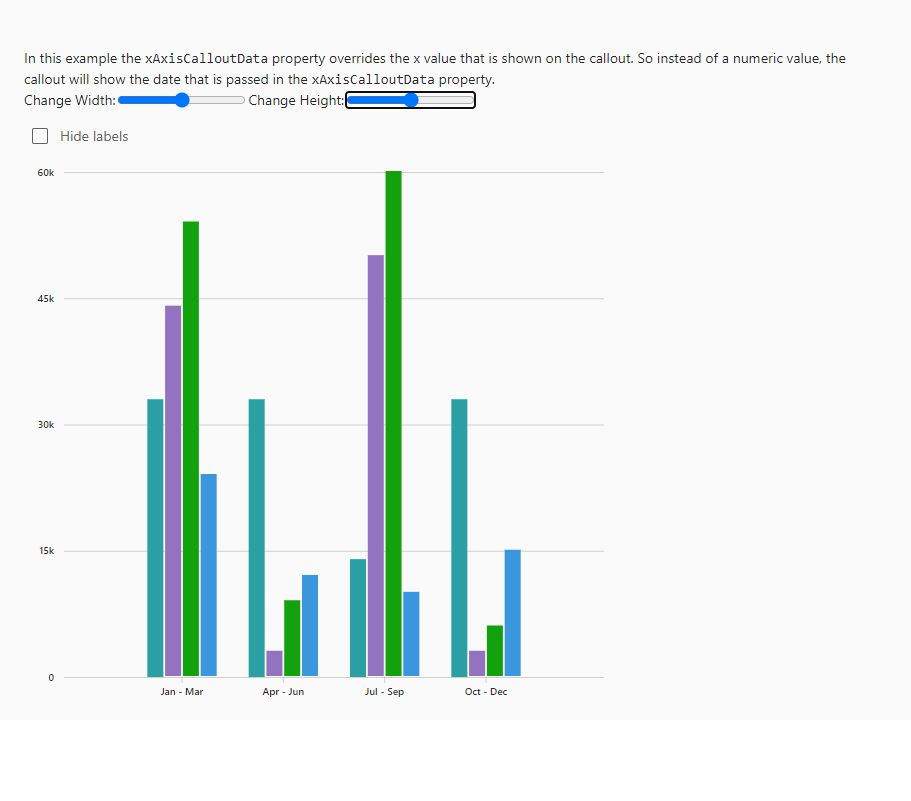 In this example the xAxisCalloutData property overrides the x value that is shown on the callout. So instead of a numeric value, the
callout will show the date that is passed in the xAxisCalloutData property.
Change Width: Change Height:
Hide labels
60k
45k
30k
15k
0
Jan - Mar Apr - Jun Jul - Sep Oct - Dec